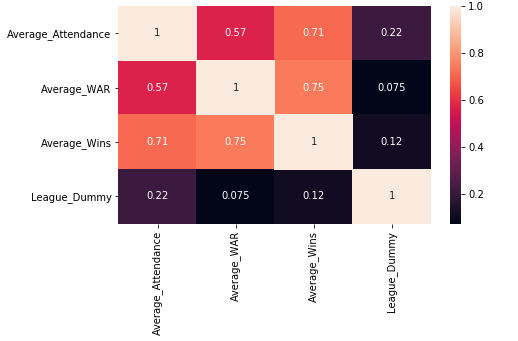 1.0
Average_Attendance 1 0.57 0.71 0.22
0.8
Average_WAR 0.57 1 0.75 0.075
0.6
Average_Wins 0.71 0.75 1 0.12
0.4
League_Dummy 0.22 0.075 0.12 1
0.2
Average_Attendance
Average_WAR
Average_Wins
League_Dummy